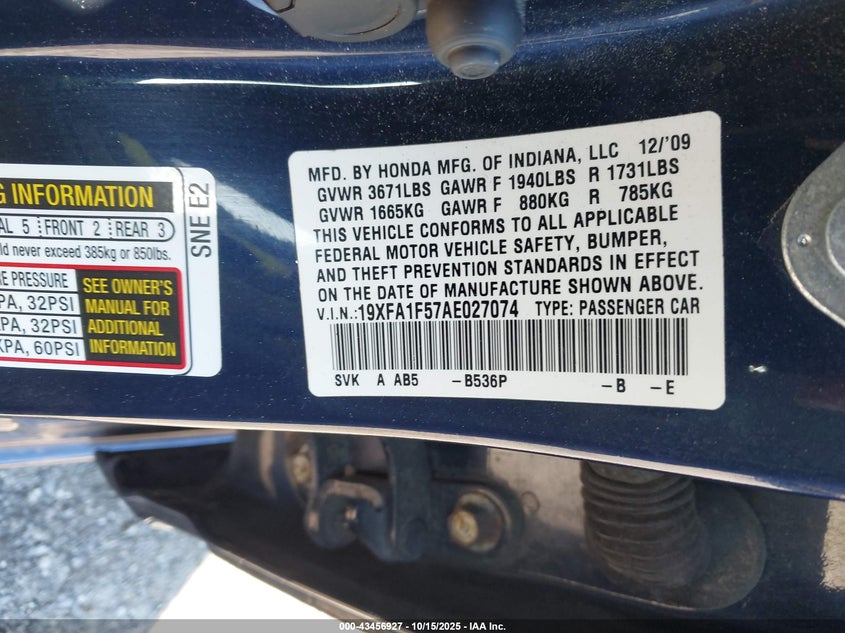 G INFORMATION
AL 5 FRONT 2 REAR 3
ld never exceed 385kg or 850lbs.
RE PRESSURE
PA, 32PSI
PA, 32PSI
KPA, 60PSI
SEE OWNER'S
MANUAL FOR
ADDITIONAL
INFORMATION
SNE E2
MFD. BY HONDA MFG. OF INDIANA, LLC 12/'09
GVWR 3671LBS GAWR F 1940LBS R 1731LBS
GVWR 1665KG GAWR F 880KG R 785KG
THIS VEHICLE CONFORMS TO ALL APPLICABLE
FEDERAL MOTOR VEHICLE SAFETY, BUMPER,
AND THEFT PREVENTION STANDARDS IN EFFECT
ON THE DATE OF MANUFACTURE SHOWN ABOVE.
V.I.N.:19XFA1F57AE027074 TYPE: PASSENGER CAR
SVK A AB5 -B536P -B -E
000-43456927 - 10/15/2025 - IAA Inc.